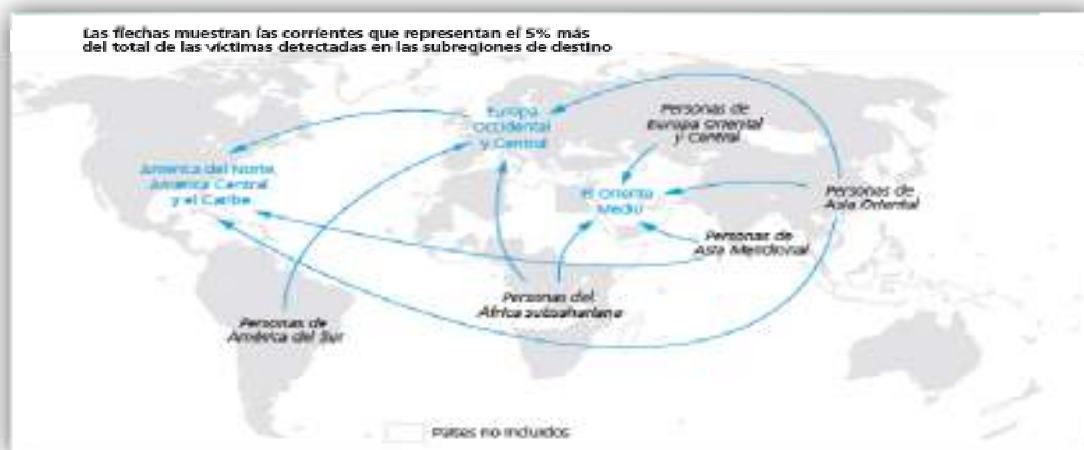 Las flechas muestran las corrientes que representan el 5% más
del total de las víctimas detectadas en las subregiones de destino
Europa
Occidental
y Central
Personas de
Europa Oriental
y Central
América del Norte,
América Central
y el Caribe
El Oriente
Medio
Personas de
Asia Oriental
Personas de
Asia Meridional
Personas del
África subsahariana
Personas de
América del Sur
Países no incluidos